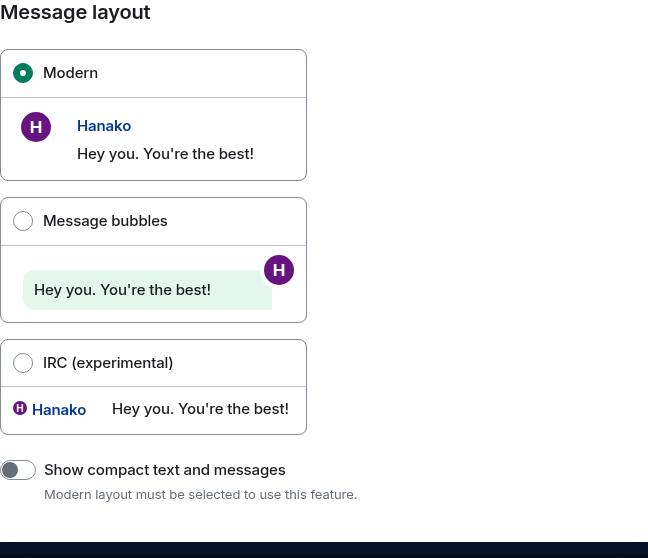 Message layout
Modern
H
Hanako
Hey you. You're the best!
Message bubbles
H
Hey you. You're the best!
IRC (experimental)
H Hanako Hey you. You're the best!
Show compact text and messages
Modern layout must be selected to use this feature.